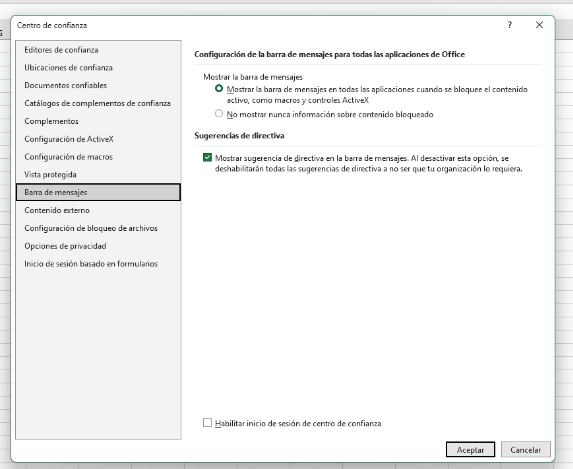 Centro de confianza
?
Editores de confianza
Ubicaciones de confianza
Documentos confiables
Catálogos de complementos de confianza
Complementos
Configuración de ActiveX
Configuración de macros
Vista protegida
Barra de mensajes
Contenido externo
Configuración de bloqueo de archivos
Opciones de privacidad
Inicio de sesión basado en formularios
Configuración de la barra de mensajes para todas las aplicaciones de Office
Mostrar la barra de mensajes
Mostrar la barra de mensajes en todas las aplicaciones cuando se bloquee el contenido
activo, como macros y controles ActiveX
No mostrar nunca información sobre contenido bloqueado
Sugerencias de directiva
Mostrar sugerencia de directiva en la barra de mensajes. Al desactivar esta opción, se
deshabilitarán todas las sugerencias de directiva a no ser que tu organización lo requiera.
Habilitar inicio de sesión de centro de confianza
Aceptar
Cancelar